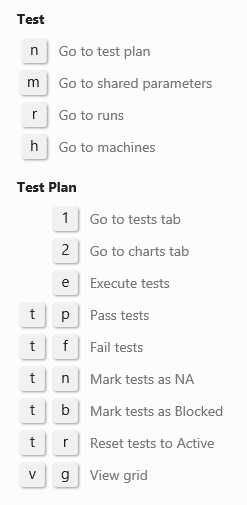 Test
n Go to test plan
m Go to shared parameters
r Go to runs
h Go to machines
Test Plan
1 Go to tests tab
2 Go to charts tab
e Execute tests
t p Pass tests
t f Fail tests
t n Mark tests as NA
t b Mark tests as Blocked
t r Reset tests to Active
v g View grid